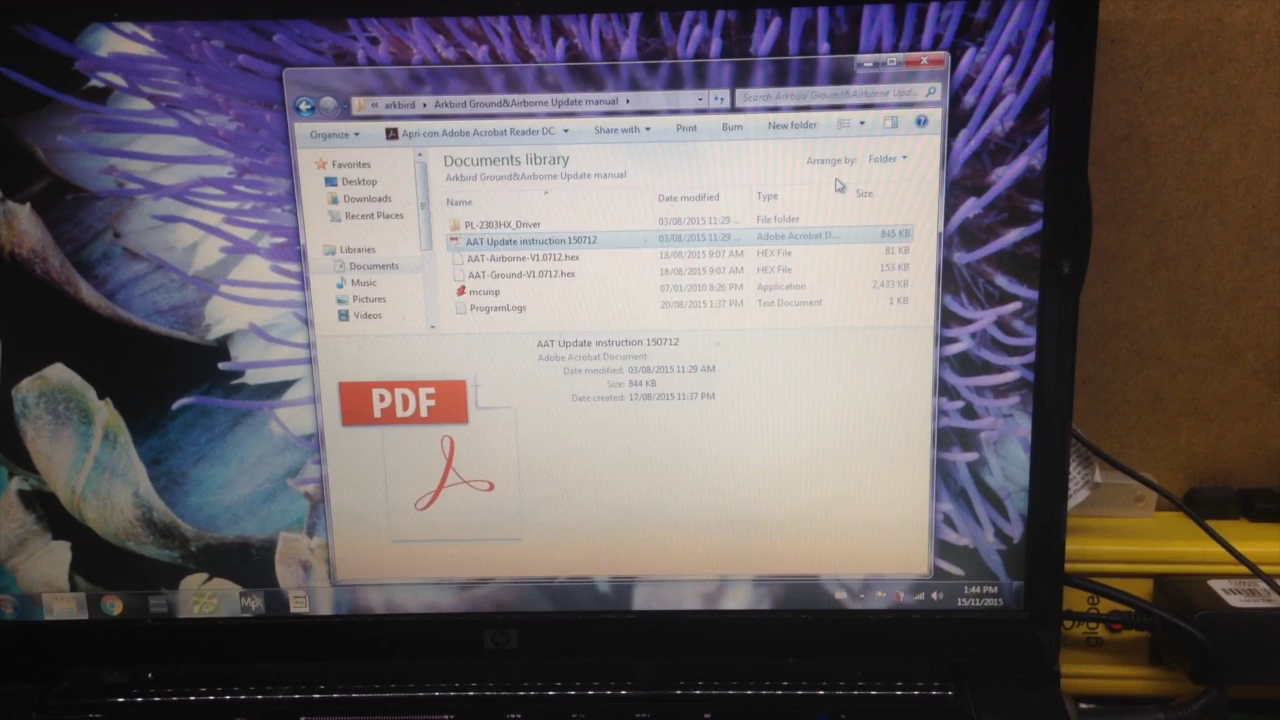 arkbird Arkbird Ground&Airborne Update manual
Search Arkbird Ground&Airborne Upd...
Organize Apri con Adobe Acrobat Reader DC Share with Print Burn New folder
Favorites
Desktop
Downloads
Recent Places
Libraries
Documents
Music
Pictures
Videos
Documents library
Arkbird Ground&Airborne Update manual
Arrange by: Folder
Name Date modified Type Size
PL-2303HX_Driver 03/08/2015 11:29 ... File folder
AAT Update instruction 150712 03/08/2015 11:29 ... Adobe Acrobat D... 845 KB
AAT-Airborne-V1.0712.hex 18/08/2015 9:07 AM HEX File 81 KB
AAT-Ground-V1.0712.hex 18/08/2015 9:07 AM HEX File 153 KB
mcuisp 07/01/2010 8:26 PM Application 2,433 KB
ProgramLogs 20/08/2015 1:37 PM Text Document 1 KB
AAT Update instruction 150712
Adobe Acrobat Document
Date modified: 03/08/2015 11:29 AM
Size: 844 KB
Date created: 17/08/2015 11:37 PM
PDF
1:44 PM
15/11/2015
hp
globe